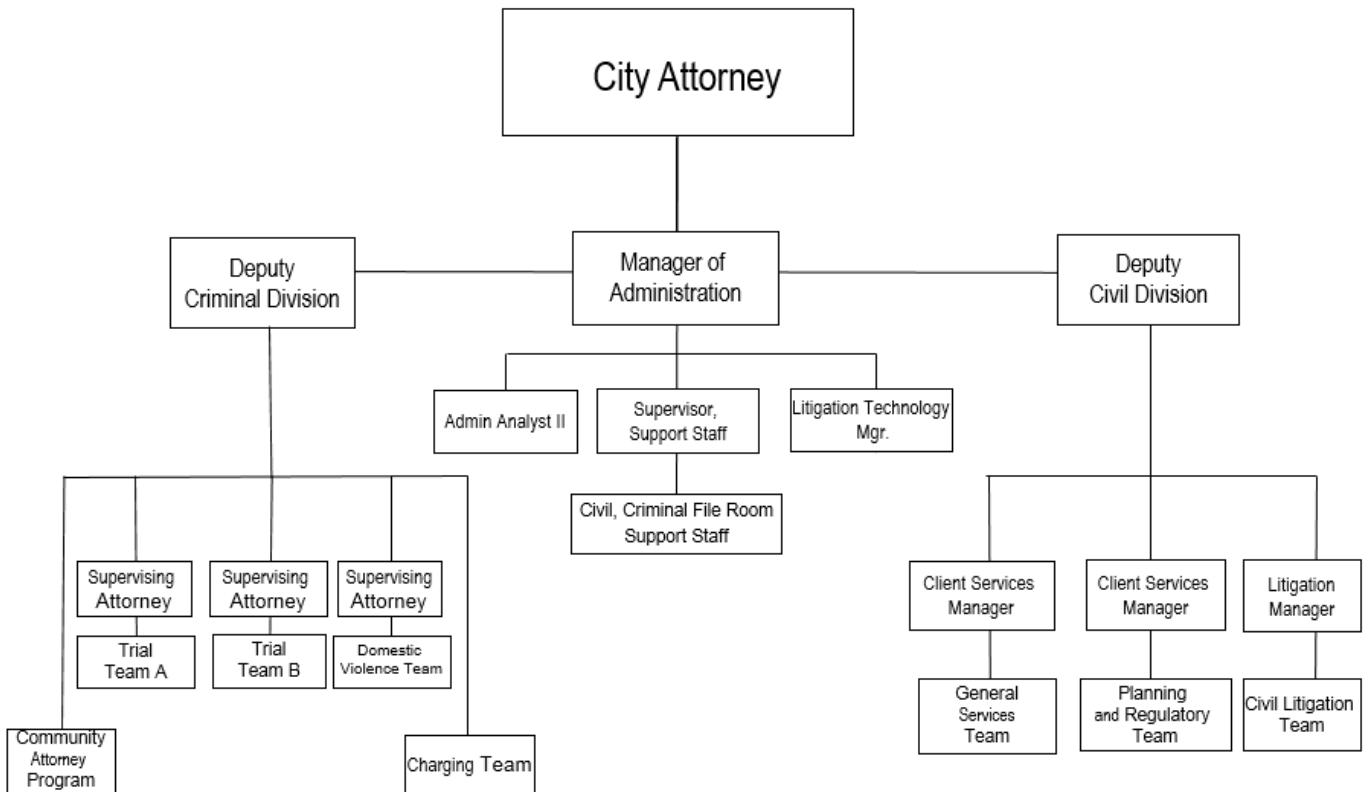 City Attorney
Deputy
Criminal Division
Manager of
Administration
Deputy
Civil Division
Admin Analyst II
Supervisor,
Support Staff
Litigation Technology
Mgr.
Civil, Criminal File Room
Support Staff
Supervising
Attorney
Supervising
Attorney
Supervising
Attorney
Client Services
Manager
Client Services
Manager
Litigation
Manager
Trial
Team A
Trial
Team B
Domestic
Violence Team
General
Services
Team
Planning
and Regulatory
Team
Civil Litigation
Team
Community
Attorney
Program
Charging Team